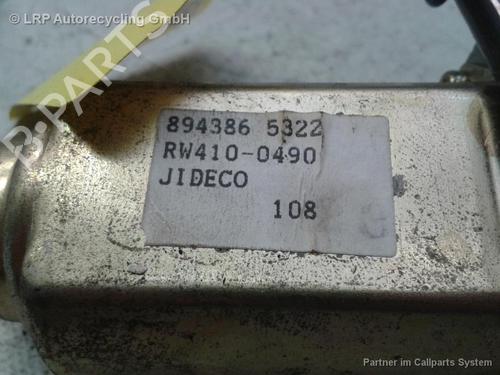 © LRP Autorecycling GmbH
B-Parts
894386 5322
RW410-0490
JIDECO
108
Partner im Callparts System